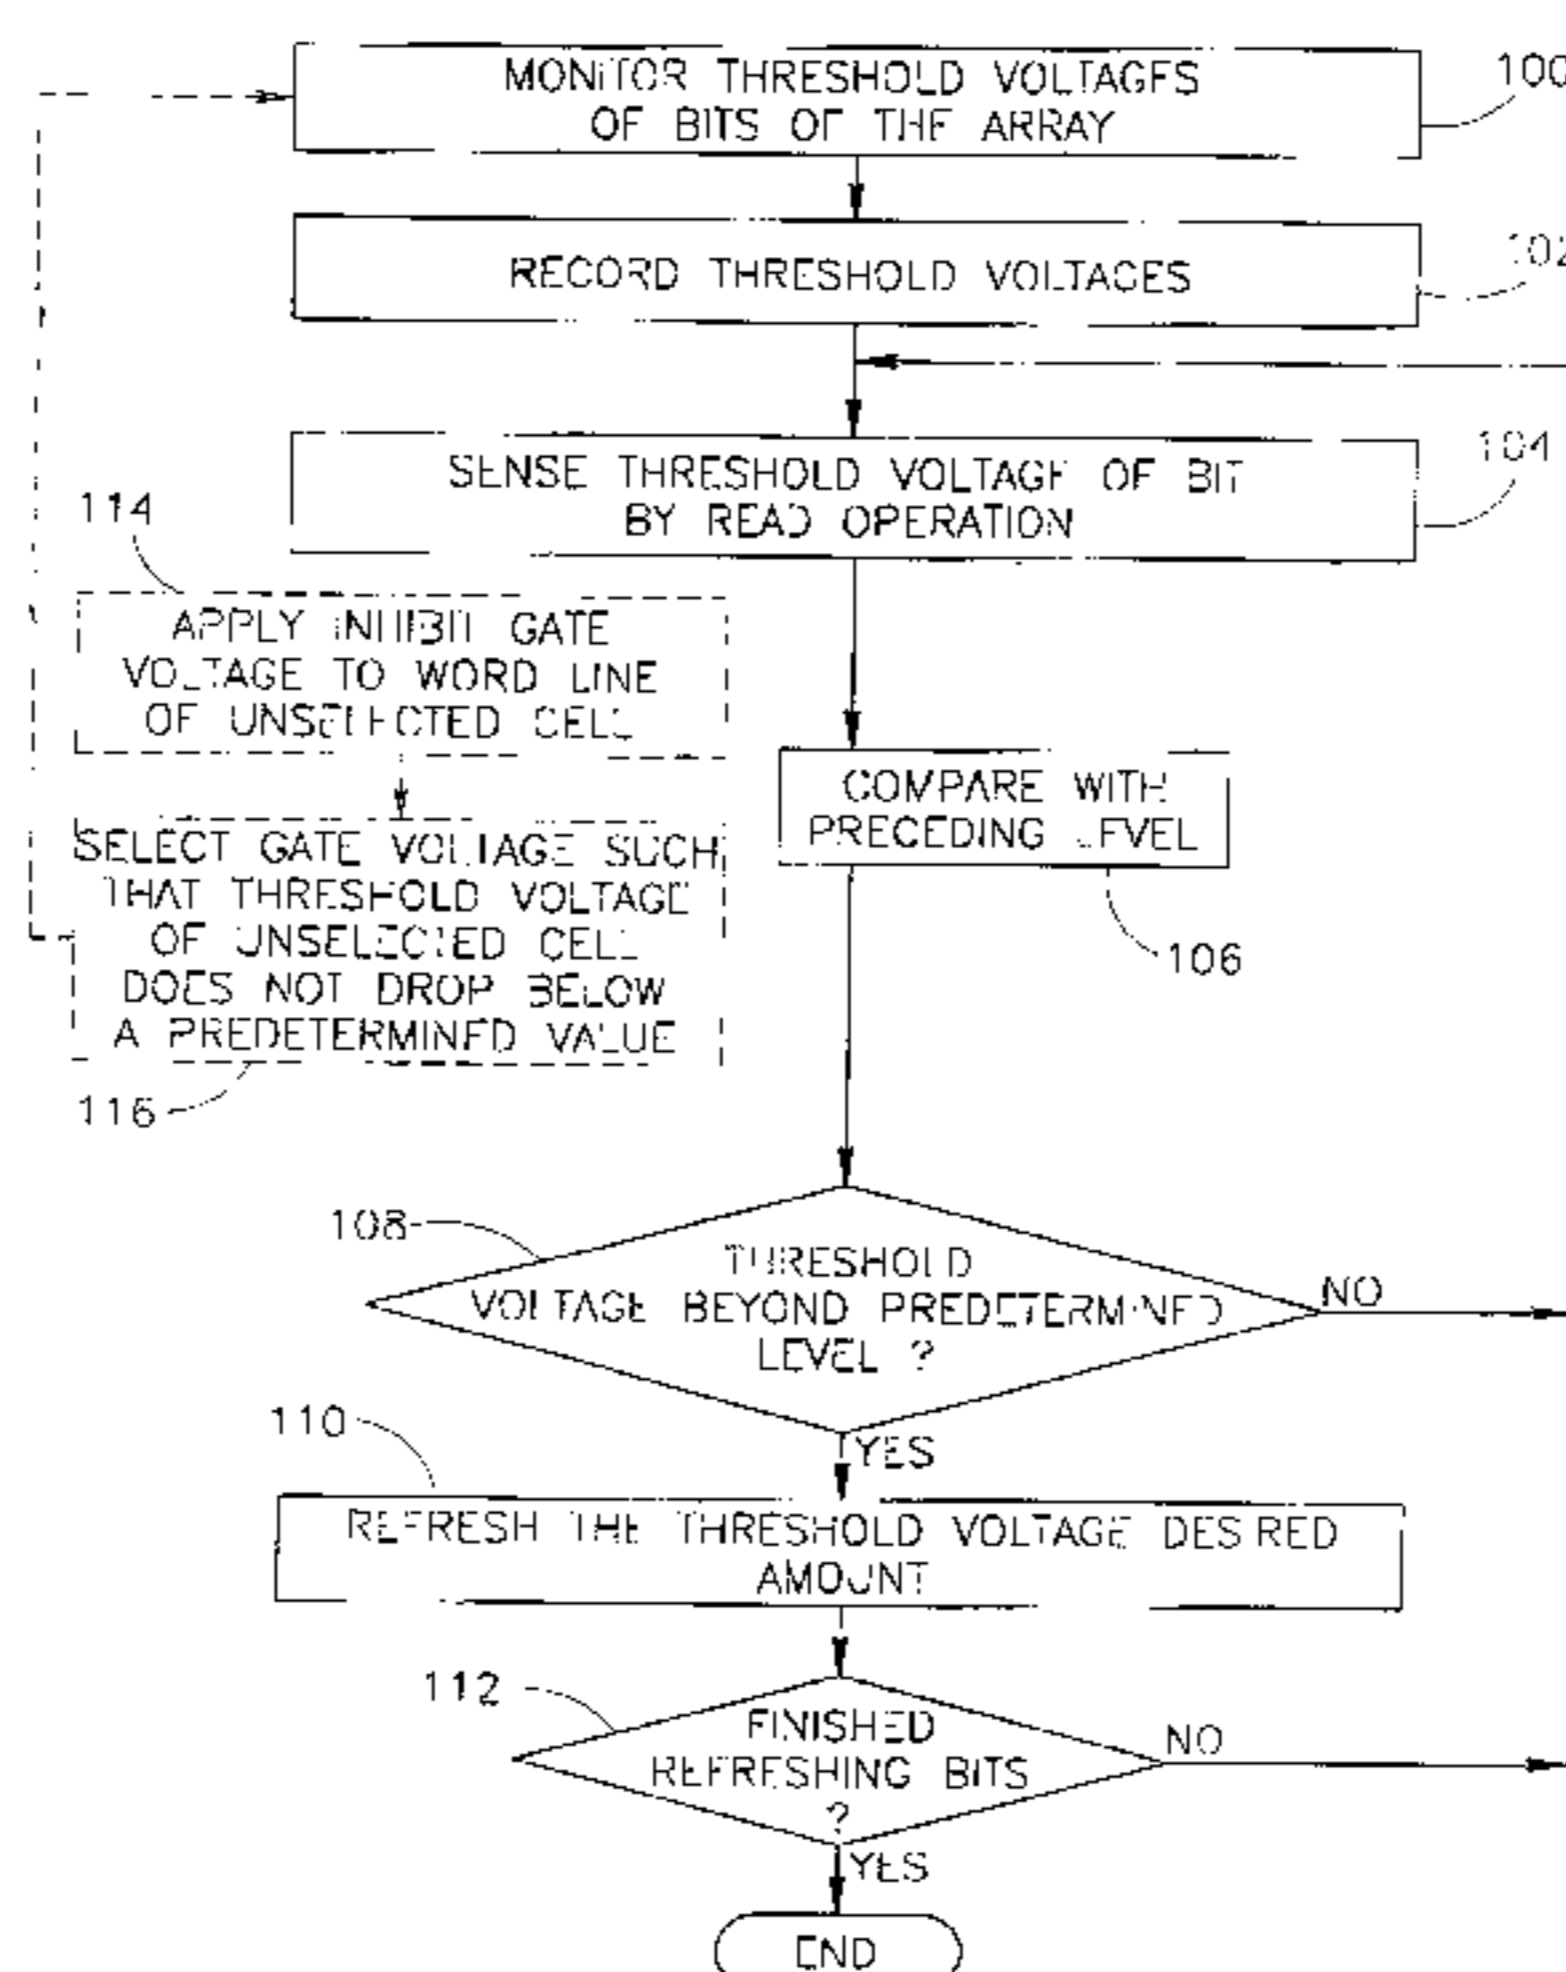 MONITOR THRESHOLD VOLTAGES
OF BITS OF THE ARRAY
100
RECORD THRESHOLD VOLTAGES
102
SENSE THRESHOLD VOLTAGE OF BIT
BY READ OPERATION
104
114
APPLY INHIBIT GATE
VOLTAGE TO WORD LINE
OF UNSELECTED CELL
COMPARE WITH
PRECEDING LEVEL
106
SELECT GATE VOLTAGE SUCH
THAT THRESHOLD VOLTAGE
OF UNSELECTED CELL
DOES NOT DROP BELOW
A PREDETERMINED VALUE
116
108
THRESHOLD
VOLTAGE BEYOND PREDETERMINED
LEVEL ?
NO
YES
110
REFRESH THE THRESHOLD VOLTAGE DESIRED
AMOUNT
112
FINISHED
REFRESHING BITS
?
NO
YES
END